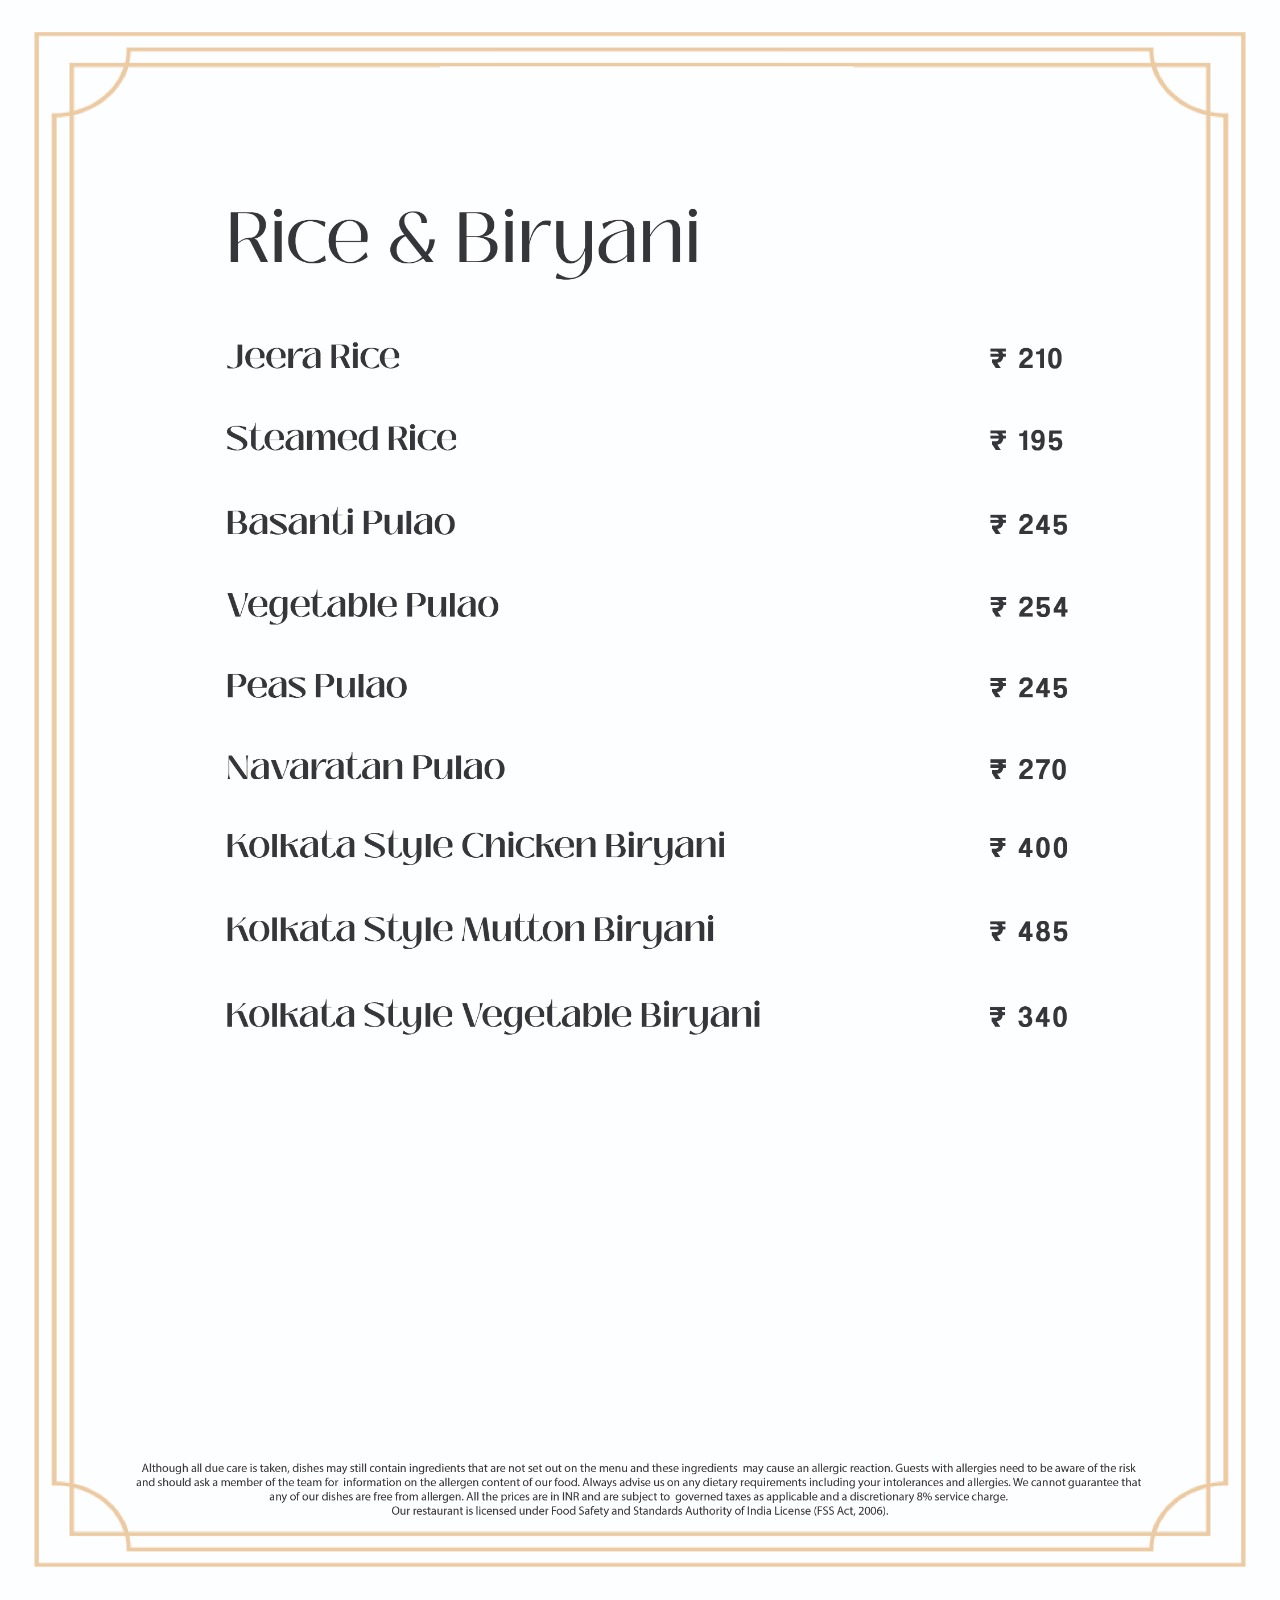 Rice & Biryani
Jeera Rice ₹ 210
Steamed Rice ₹ 195
Basanti Pulao ₹ 245
Vegetable Pulao ₹ 254
Peas Pulao ₹ 245
Navaratan Pulao ₹ 270
Kolkata Style Chicken Biryani ₹ 400
Kolkata Style Mutton Biryani ₹ 485
Kolkata Style Vegetable Biryani ₹ 340
Although all due care is taken, dishes may still contain ingredients that are not set out on the menu and these ingredients may cause an allergic reaction. Guests with allergies need to be aware of the risk
and should ask a member of the team for information on the allergen content of our food. Always advise us on any dietary requirements including your intolerances and allergies. We cannot guarantee that
any of our dishes are free from allergen. All the prices are in INR and are subject to governed taxes as applicable and a discretionary 8% service charge.
Our restaurant is licensed under Food Safety and Standards Authority of India License (FSS Act, 2006).